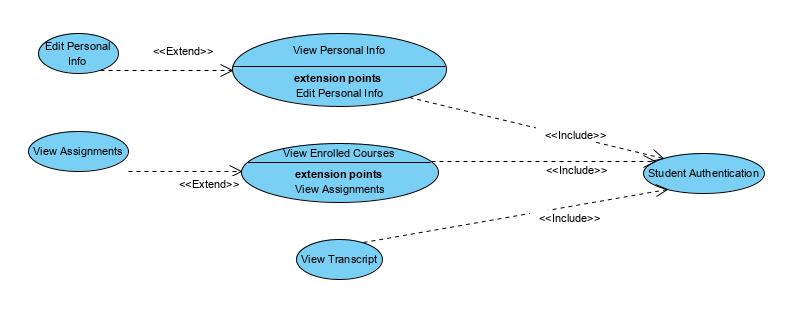 Edit Personal
Info
<<Extend>>
View Personal Info
extension points
Edit Personal Info
<<Include>>
View Assignments
<<Extend>>
View Enrolled Courses
extension points
View Assignments
<<Include>>
Student Authentication
<<Include>>
View Transcript